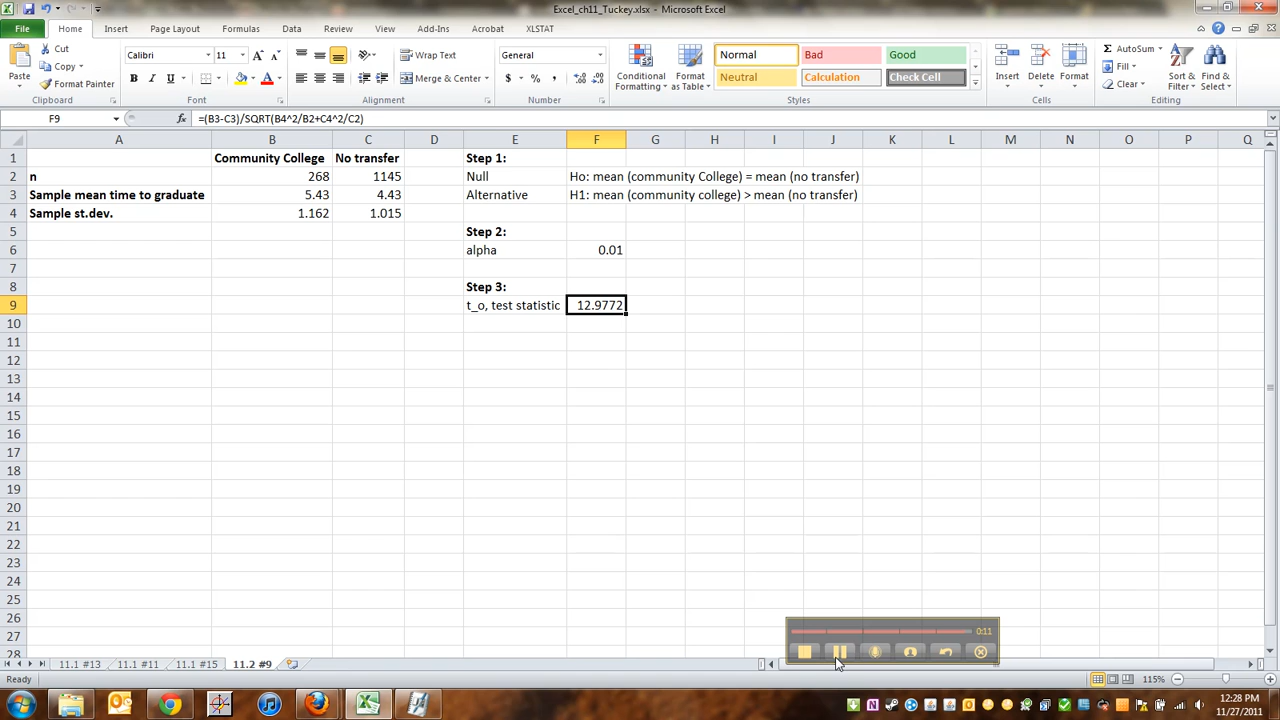 Excel_ch11_Tuckey.xlsx - Microsoft Excel
File Home Insert Page Layout Formulas Data Review View Add-Ins Acrobat XLSTAT
Paste
Cut
Copy
Format Painter
Clipboard
Calibri 11
B I U
Font
Wrap Text
Merge & Center
Alignment
General
$ % ,
Number
Conditional Formatting
Format as Table
Normal Bad Good
Neutral Calculation Check Cell
Styles
Insert Delete Format
Cells
AutoSum
Fill
Clear
Sort & Filter
Find & Select
Editing
F9 fx =(B3-C3)/SQRT(B4^2/B2+C4^2/C2)
A B C D E F G H I J K L M N O P Q
1 Community College No transfer Step 1:
2 n 268 1145 Null Ho: mean (community College) = mean (no transfer)
3 Sample mean time to graduate 5.43 4.43 Alternative H1: mean (community college) > mean (no transfer)
4 Sample st.dev. 1.162 1.015
5 Step 2:
6 alpha 0.01
7
8 Step 3:
9 t_o, test statistic 12.9772
10
11
12
13
14
15
16
17
18
19
20
21
22
23
24
25
26
27
28
0:11
11.1 #13 11.1 #11 11.1 #15 11.2 #9
Ready 115%
12:28 PM
11/27/2011